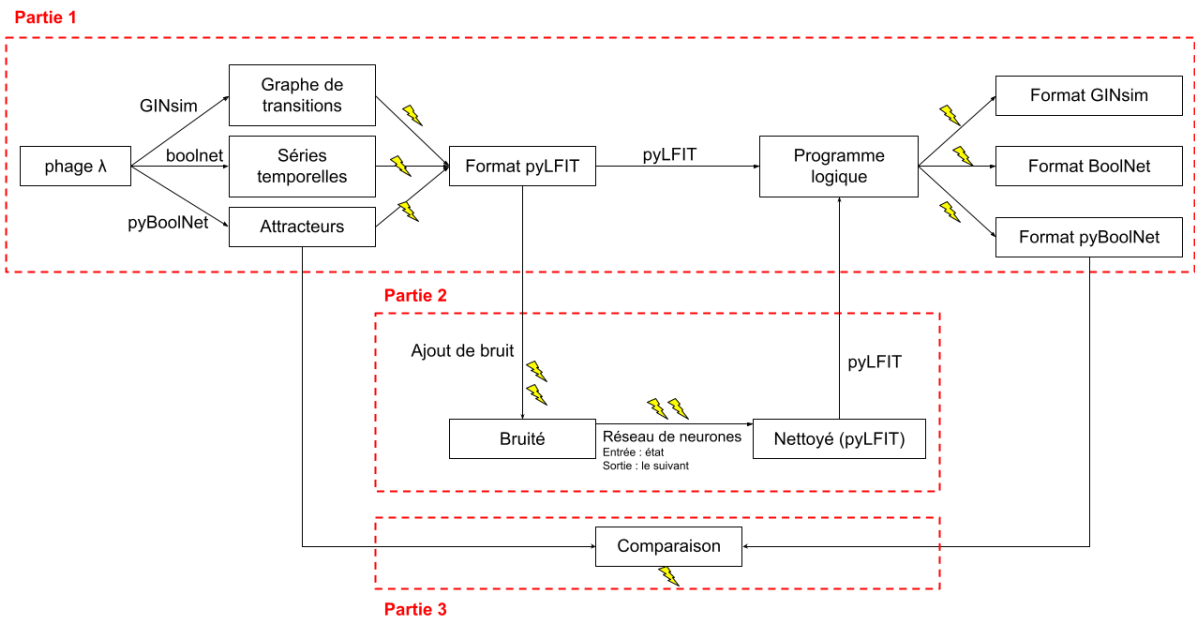 Partie 1
GINsim
boolnet
pyBoolNet
phage λ
Graphe de
transitions
Séries
temporelles
Attracteurs
Format pyLFIT
pyLFIT
Programme
logique
Format GINsim
Format BoolNet
Format pyBoolNet
Partie 2
Ajout de bruit
pyLFIT
Bruité
Réseau de neurones
Entrée : état
Sortie : le suivant
Nettoyé (pyLFIT)
Comparaison
Partie 3